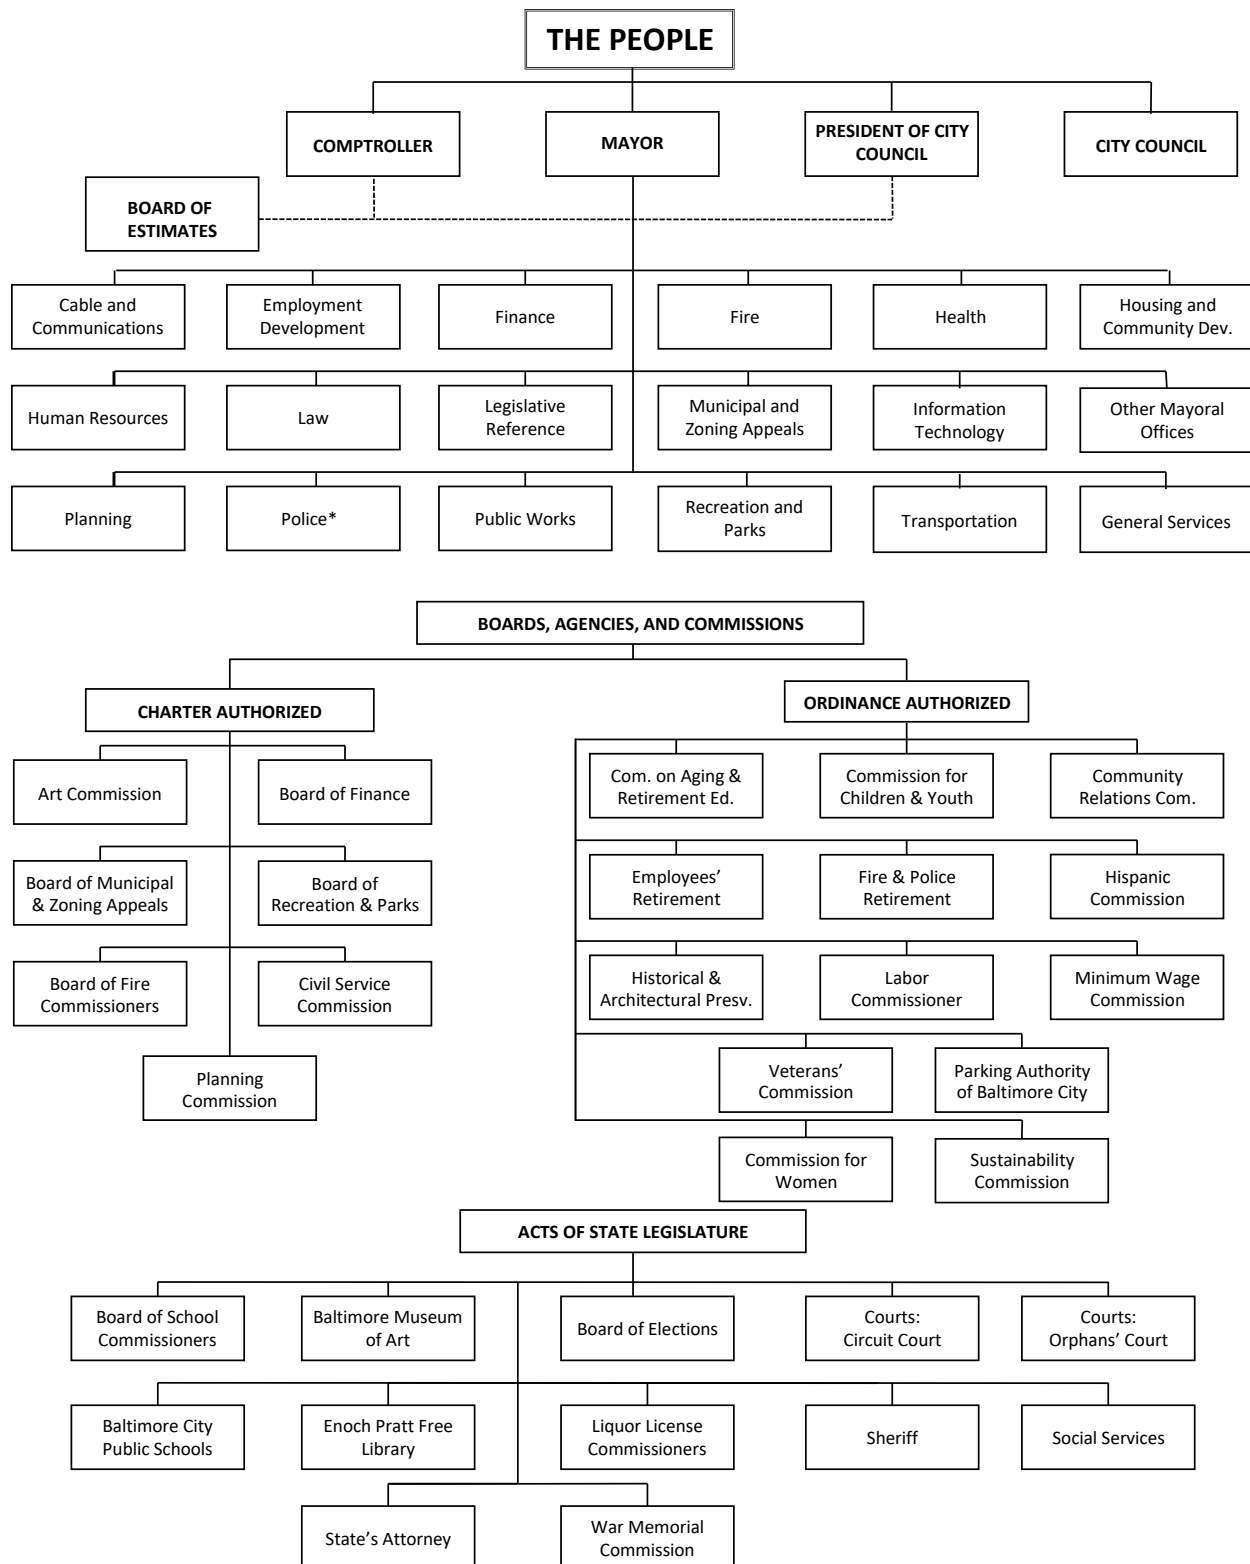 THE PEOPLE
COMPTROLLER
MAYOR
PRESIDENT OF CITY
COUNCIL
CITY COUNCIL
BOARD OF
ESTIMATES
Cable and
Communications
Employment
Development
Finance
Fire
Health
Housing and
Community Dev.
Human Resources
Law
Legislative
Reference
Municipal and
Zoning Appeals
Information
Technology
Other Mayoral
Offices
Planning
Police*
Public Works
Recreation and
Parks
Transportation
General Services
BOARDS, AGENCIES, AND COMMISSIONS
CHARTER AUTHORIZED
Art Commission
Board of Finance
Board of Municipal
& Zoning Appeals
Board of
Recreation & Parks
Board of Fire
Commissioners
Civil Service
Commission
Planning
Commission
ORDINANCE AUTHORIZED
Com. on Aging &
Retirement Ed.
Commission for
Children & Youth
Community
Relations Com.
Employees’
Retirement
Fire & Police
Retirement
Hispanic
Commission
Historical &
Architectural Presv.
Labor
Commissioner
Minimum Wage
Commission
Veterans’
Commission
Parking Authority
of Baltimore City
Commission for
Women
Sustainability
Commission
ACTS OF STATE LEGISLATURE
Board of School
Commissioners
Baltimore Museum
of Art
Board of Elections
Courts:
Circuit Court
Courts:
Orphans’ Court
Baltimore City
Public Schools
Enoch Pratt Free
Library
Liquor License
Commissioners
Sheriff
Social Services
State’s Attorney
War Memorial
Commission